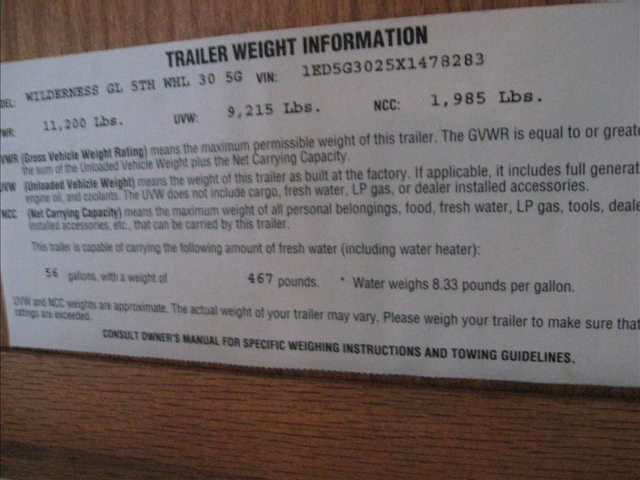 TRAILER WEIGHT INFORMATION
DEL: WILDERNESS GL 5TH WHL 30 5G VIN: 1ED5G3025X1478283
WR: 11,200 Lbs. UVW: 9,215 Lbs. NCC: 1,985 Lbs.
VWR (Gross Vehicle Weight Rating) means the maximum permissible weight of this trailer. The GVWR is equal to or greate
the sum of the Unloaded Vehicle Weight plus the Net Carrying Capacity.
UVW (Unloaded Vehicle Weight) means the weight of this trailer as built at the factory. If applicable, it includes full generat
engine oil, and coolants. The UVW does not include cargo, fresh water, LP gas, or dealer installed accessories.
NCC (Net Carrying Capacity) means the maximum weight of all personal belongings, food, fresh water, LP gas, tools, deale
installed accessories, etc., that can be carried by this trailer.
This trailer is capable of carrying the following amount of fresh water (including water heater):
56 gallons, with a weight of 467 pounds. * Water weighs 8.33 pounds per gallon.
UVW and NCC weights are approximate. The actual weight of your trailer may vary. Please weigh your trailer to make sure that
ratings are exceeded.
CONSULT OWNER'S MANUAL FOR SPECIFIC WEIGHING INSTRUCTIONS AND TOWING GUIDELINES.